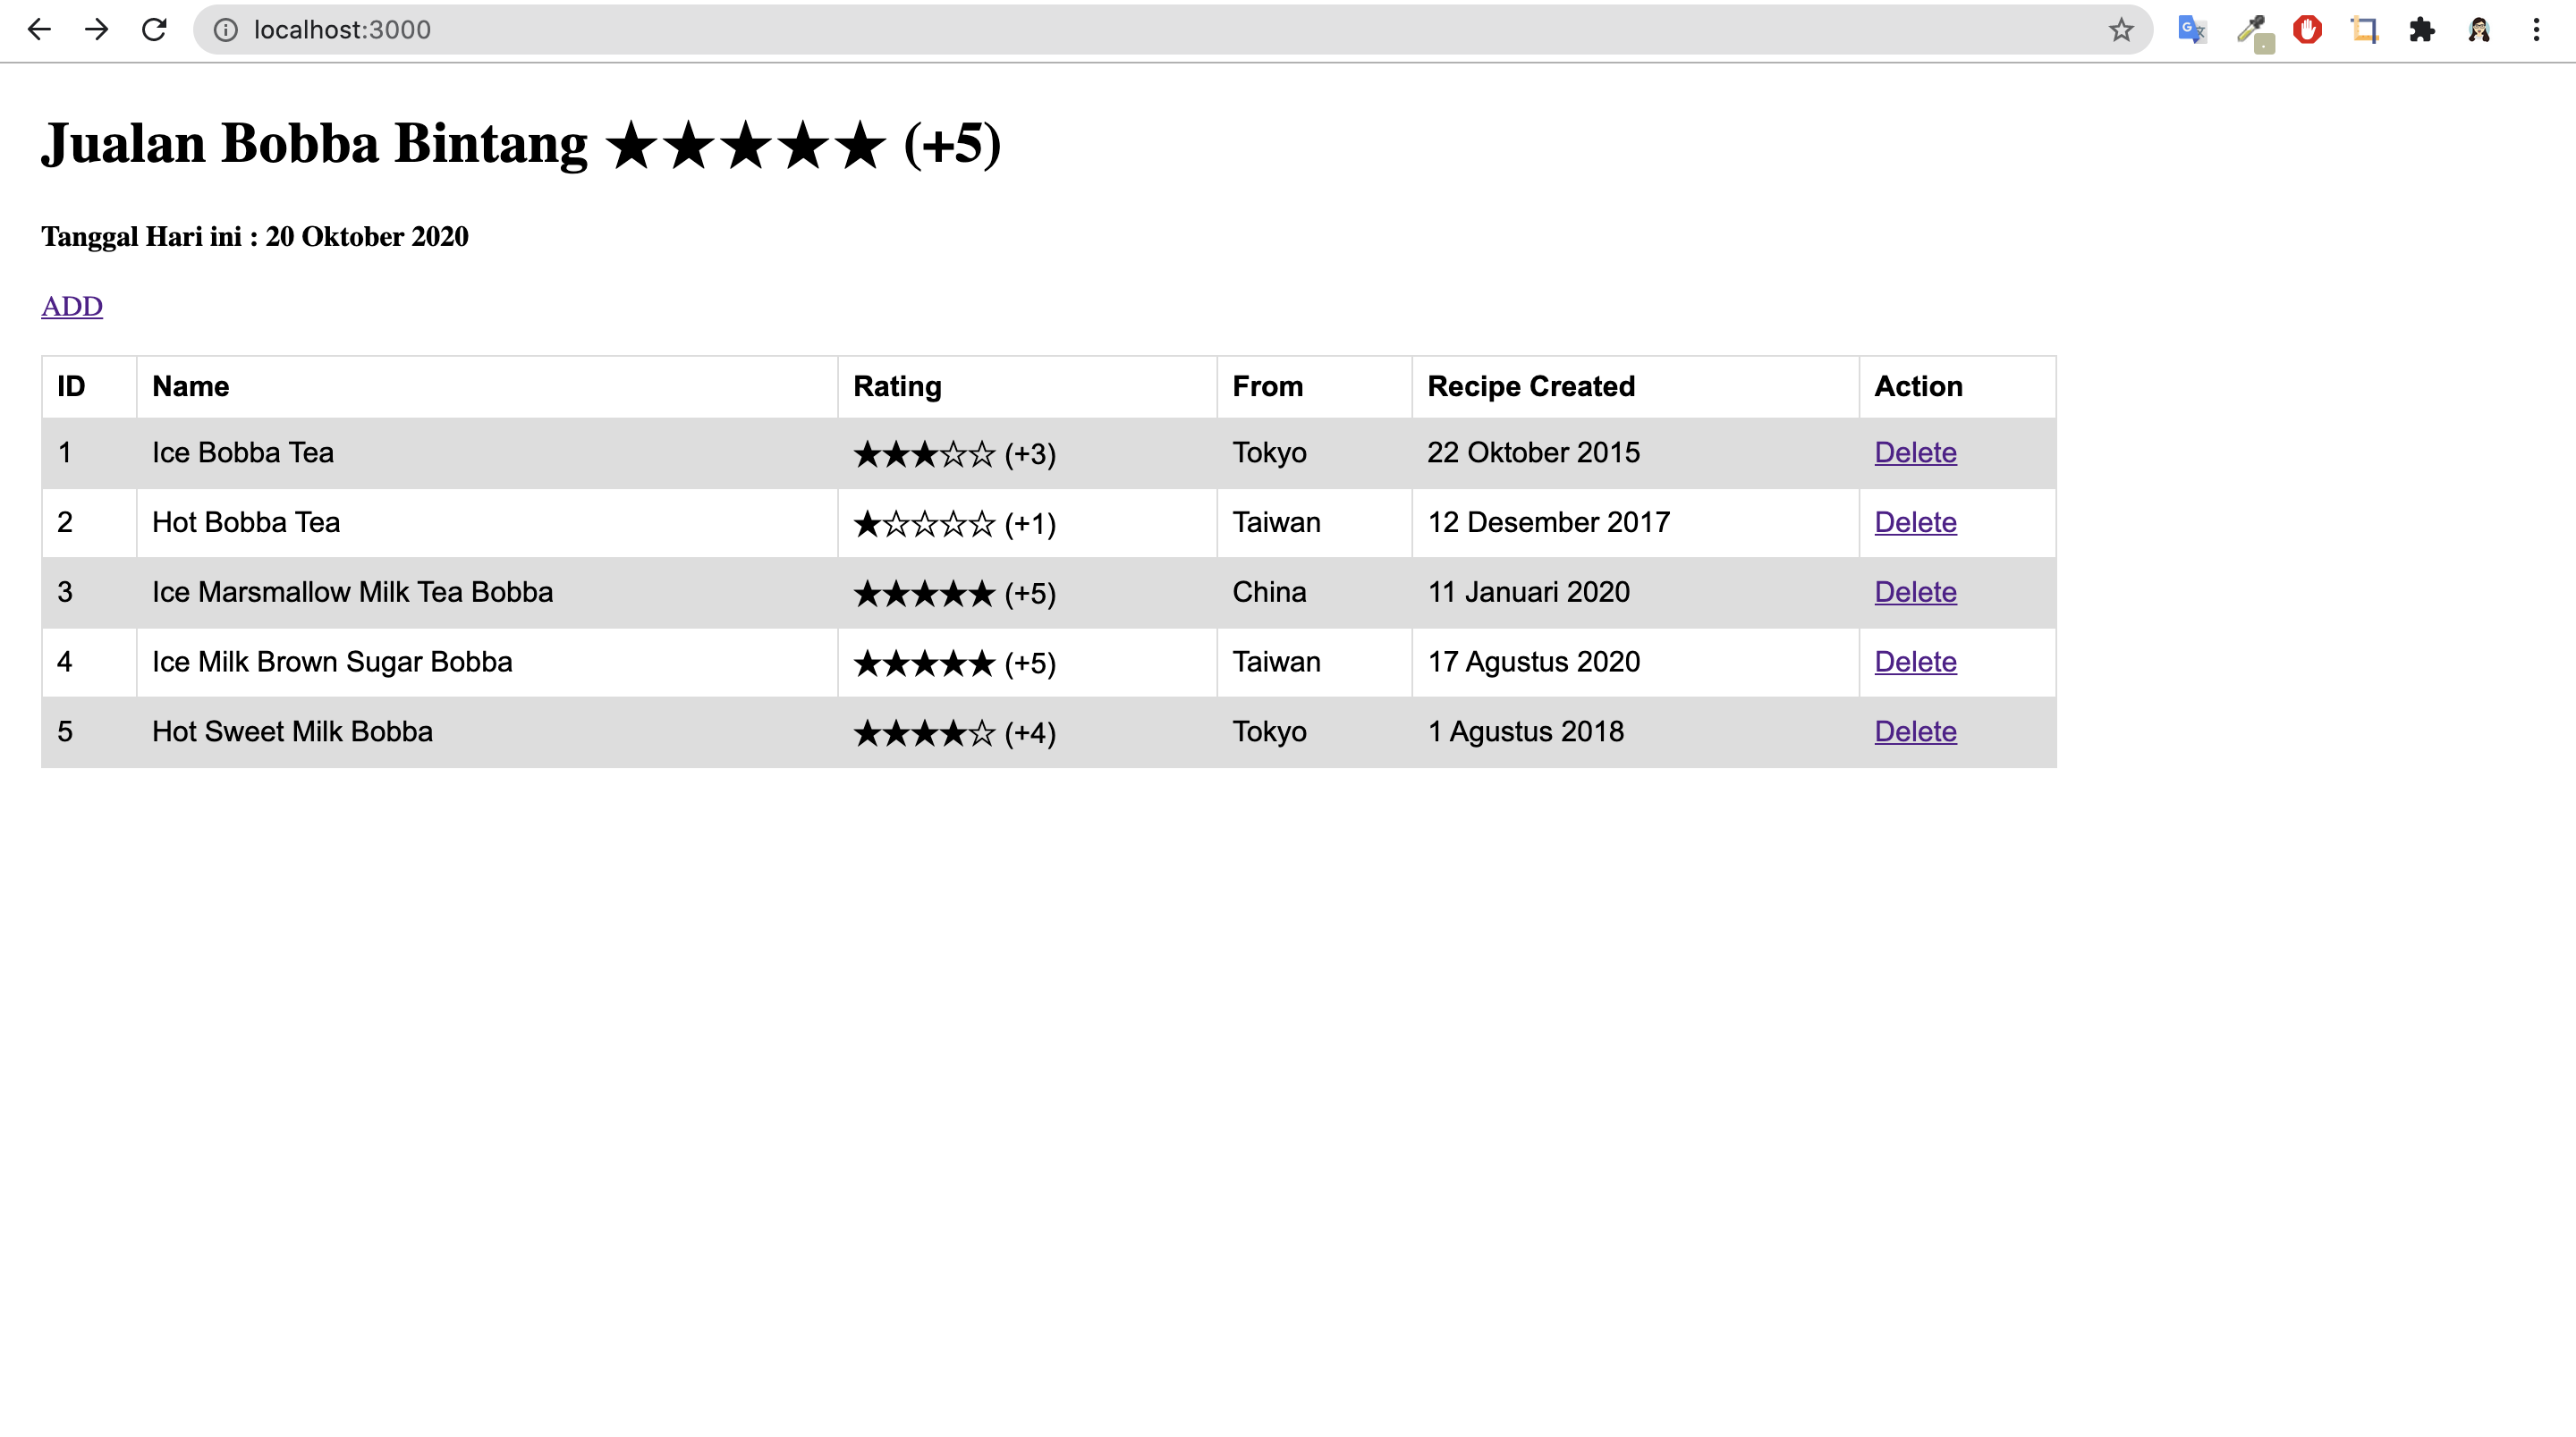 localhost:3000
Jualan Bobba Bintang ★★★★★ (+5)
Tanggal Hari ini : 20 Oktober 2020
ADD
ID Name Rating From Recipe Created Action
1 Ice Bobba Tea ★★★☆☆ (+3) Tokyo 22 Oktober 2015 Delete
2 Hot Bobba Tea ★☆☆☆☆ (+1) Taiwan 12 Desember 2017 Delete
3 Ice Marsmallow Milk Tea Bobba ★★★★★ (+5) China 11 Januari 2020 Delete
4 Ice Milk Brown Sugar Bobba ★★★★★ (+5) Taiwan 17 Agustus 2020 Delete
5 Hot Sweet Milk Bobba ★★★★☆ (+4) Tokyo 1 Agustus 2018 Delete